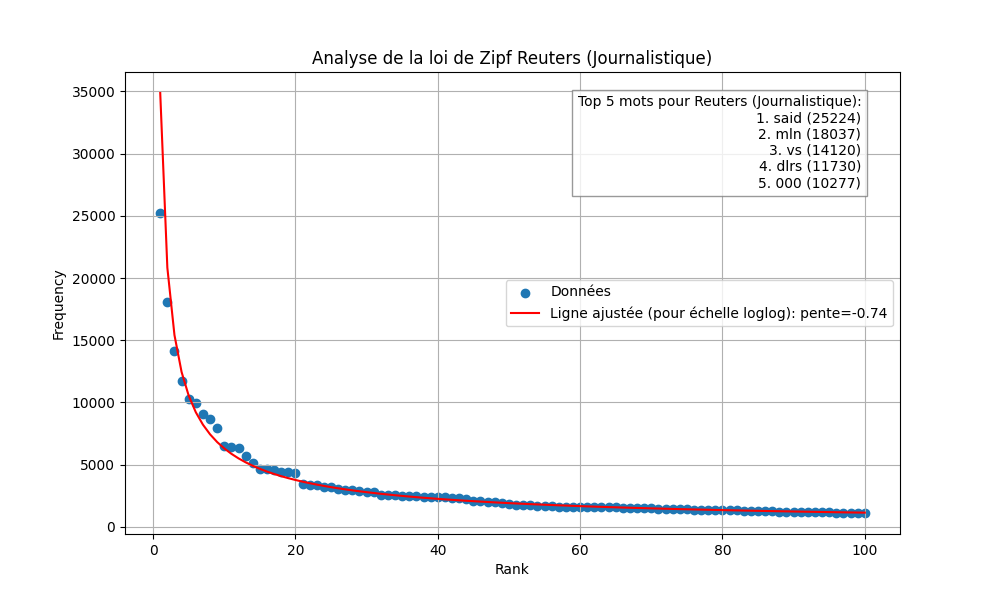 Analyse de la loi de Zipf Reuters (Journalistique)
35000
30000
25000
20000
15000
10000
5000
0
Frequency
Top 5 mots pour Reuters (Journalistique):
1. said (25224)
2. mln (18037)
3. vs (14120)
4. dlrs (11730)
5. 000 (10277)
Données
Ligne ajustée (pour échelle loglog): pente=-0.74
0
20
40
60
80
100
Rank